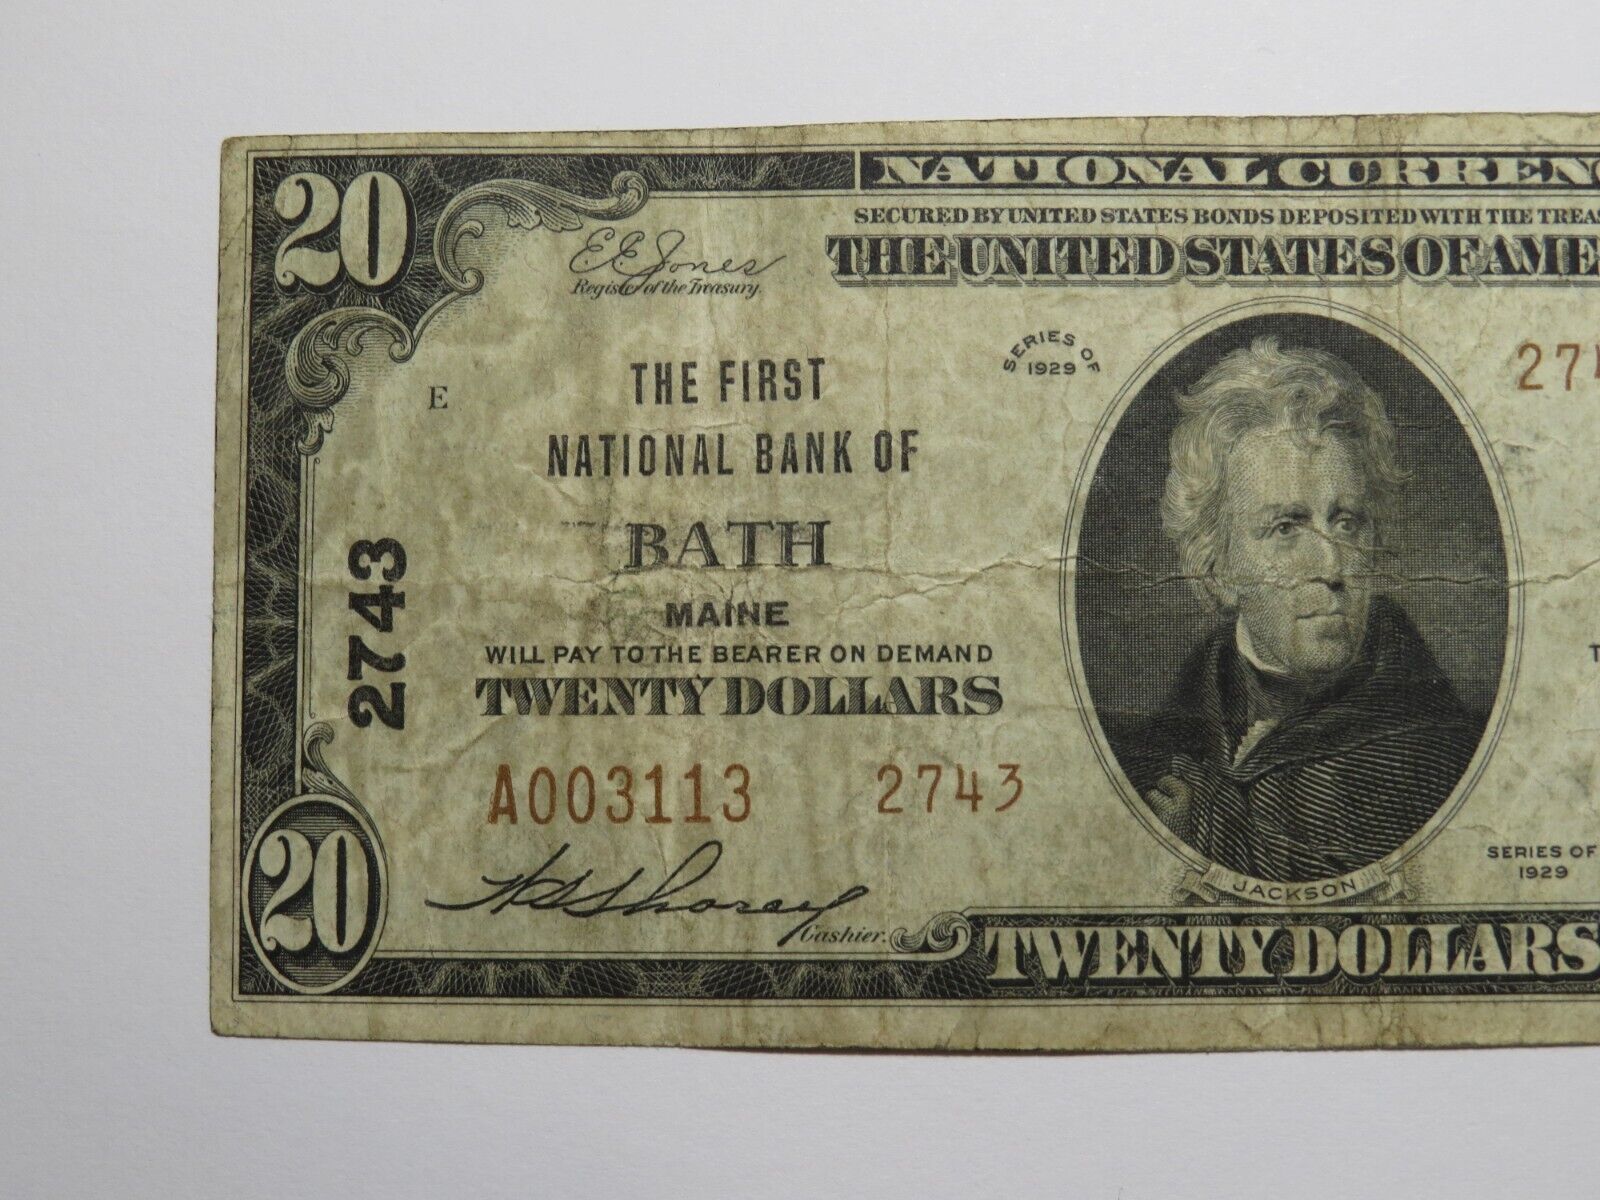 20
NATIONAL CURREN
SECURED BY UNITED STATES BONDS DEPOSITED WITH THE TREAS
THE UNITED STATES OF AME
E E Jones
Register of the Treasury.
SERIES OF
1929
274
E
THE FIRST
NATIONAL BANK OF
BATH
MAINE
2743
WILL PAY TO THE BEARER ON DEMAND
TWENTY DOLLARS
T
A003113 2743
SERIES OF
1929
JACKSON
Cashier.
20
TWENTY DOLLARS